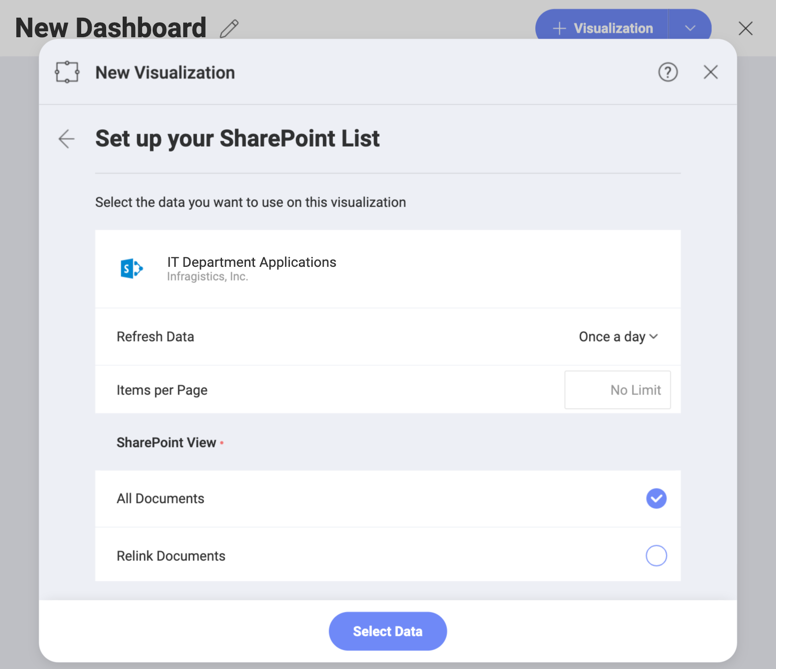 New Dashboard
+ Visualization
New Visualization
?
Set up your SharePoint List
Select the data you want to use on this visualization
S
IT Department Applications
Infragistics, Inc.
Refresh Data
Once a day
Items per Page
No Limit
SharePoint View •
All Documents
Relink Documents
Select Data